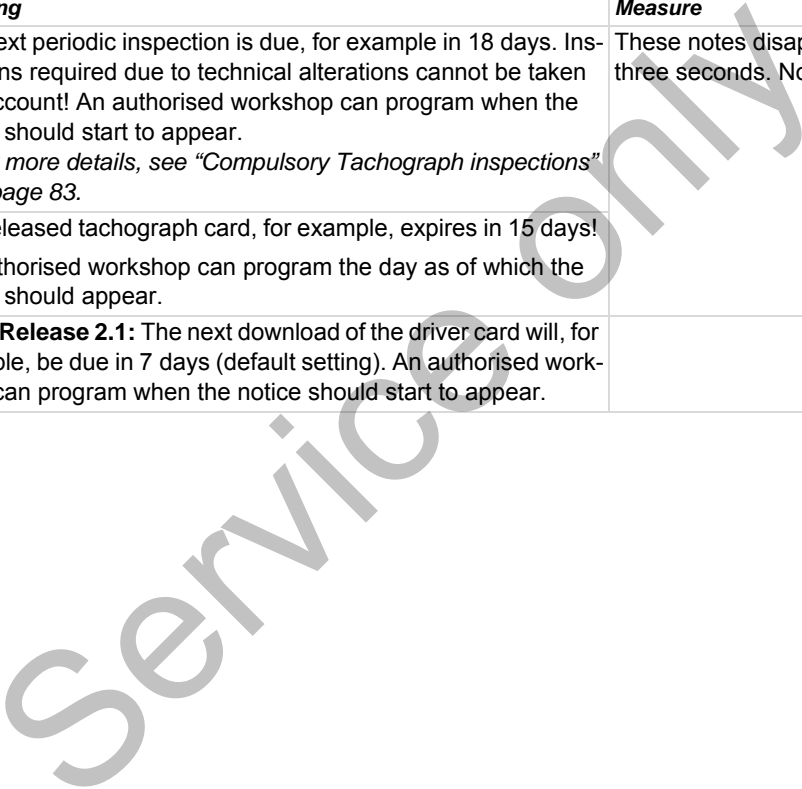 ng Measure
ext periodic inspection is due, for example in 18 days. Ins- These notes disap
ns required due to technical alterations cannot be taken three seconds. No
ccount! An authorised workshop can program when the
should start to appear.
more details, see “Compulsory Tachograph inspections”
page 83.
eleased tachograph card, for example, expires in 15 days!
thorised workshop can program the day as of which the
should appear.
Release 2.1: The next download of the driver card will, for
ple, be due in 7 days (default setting). An authorised work-
can program when the notice should start to appear.
Service only